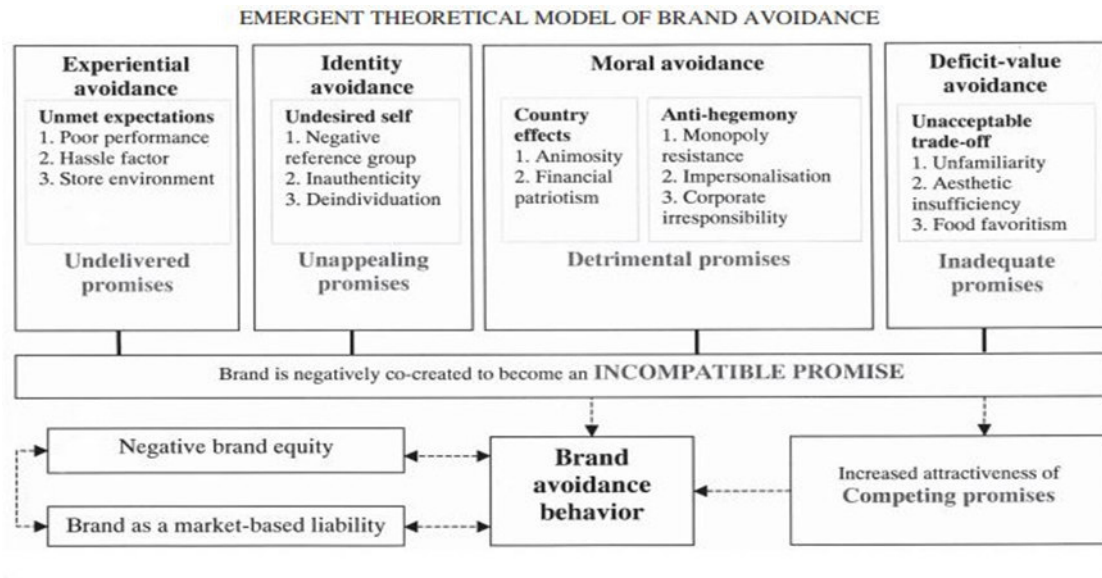 EMERGENT THEORETICAL MODEL OF BRAND AVOIDANCE
Experiential
avoidance
Unmet expectations
1. Poor performance
2. Hassle factor
3. Store environment
Undelivered
promises
Identity
avoidance
Undesired self
1. Negative
reference group
2. Inauthenticity
3. Deindividuation
Unappealing
promises
Moral avoidance
Country
effects
1. Animosity
2. Financial
patriotism
Anti-hegemony
1. Monopoly
resistance
2. Impersonalisation
3. Corporate
irresponsibility
Detrimental promises
Deficit-value
avoidance
Unacceptable
trade-off
1. Unfamiliarity
2. Aesthetic
insufficiency
3. Food favoritism
Inadequate
promises
Brand is negatively co-created to become an INCOMPATIBLE PROMISE
Negative brand equity
Brand as a market-based liability
Brand
avoidance
behavior
Increased attractiveness of
Competing promises